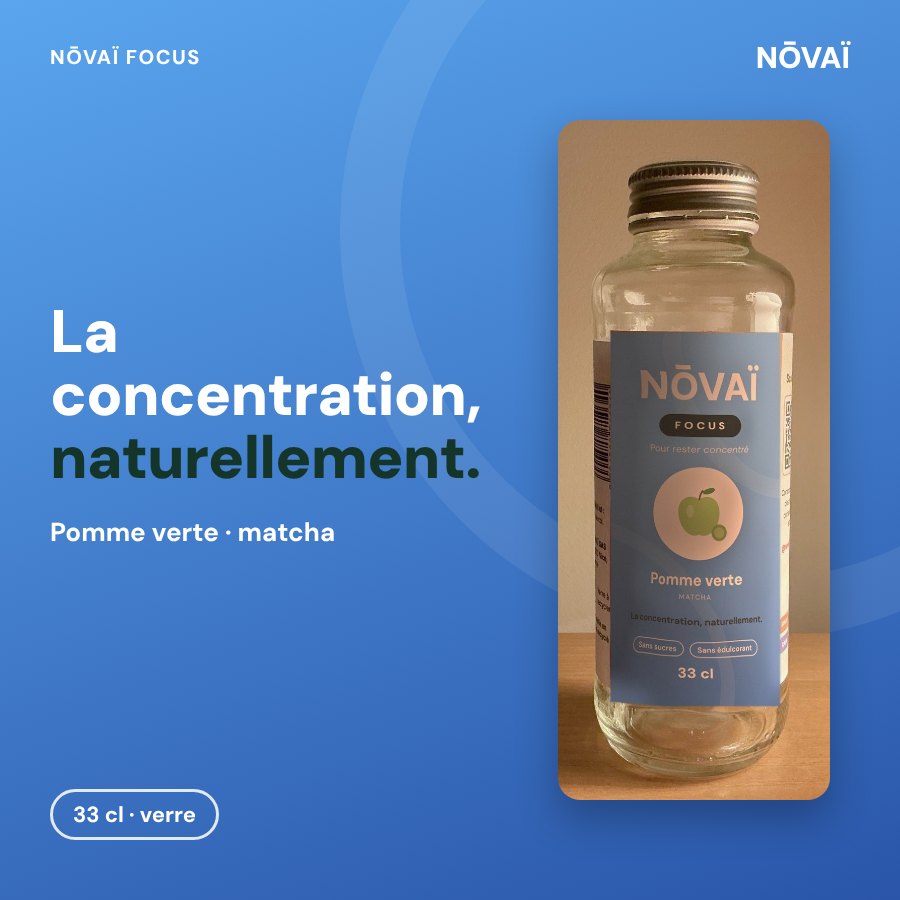 NŌVAÏ FOCUS
NŌVAÏ
La
concentration,
naturellement.
Pomme verte · matcha
33 cl · verre
NŌVAÏ
FOCUS
Pour rester concentré
Pomme verte
MATCHA
La concentration, naturellement.
Sans sucres
Sans édulcorant
33 cl